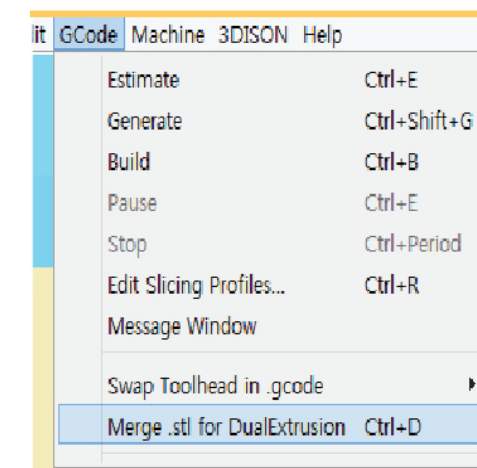 it GCode Machine 3DISON Help
Estimate Ctrl+E
Generate Ctrl+Shift+G
Build Ctrl+B
Pause Ctrl+E
Stop Ctrl+Period
Edit Slicing Profiles... Ctrl+R
Message Window
Swap Toolhead in .gcode
Merge .stl for DualExtrusion Ctrl+D